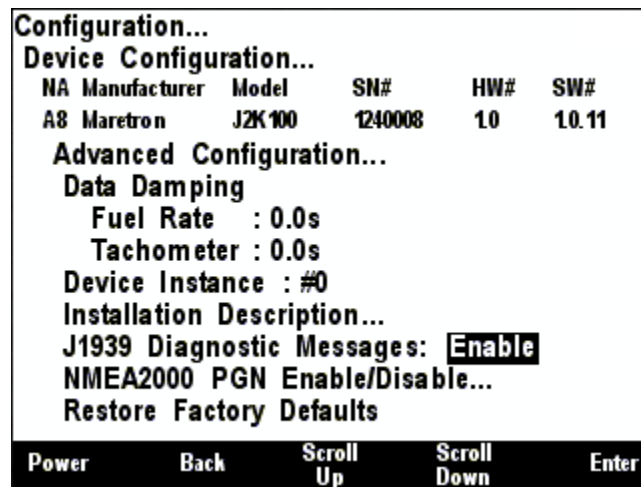 Configuration...
Device Configuration...
NA Manufacturer Model SN# HW# SW#
A8 Maretron J2K100 1240008 1.0 1.0.11
Advanced Configuration...
Data Damping
Fuel Rate : 0.0s
Tachometer : 0.0s
Device Instance : #0
Installation Description...
J1939 Diagnostic Messages: Enable
NMEA2000 PGN Enable/Disable...
Restore Factory Defaults
Power Back Scroll Up Scroll Down Enter